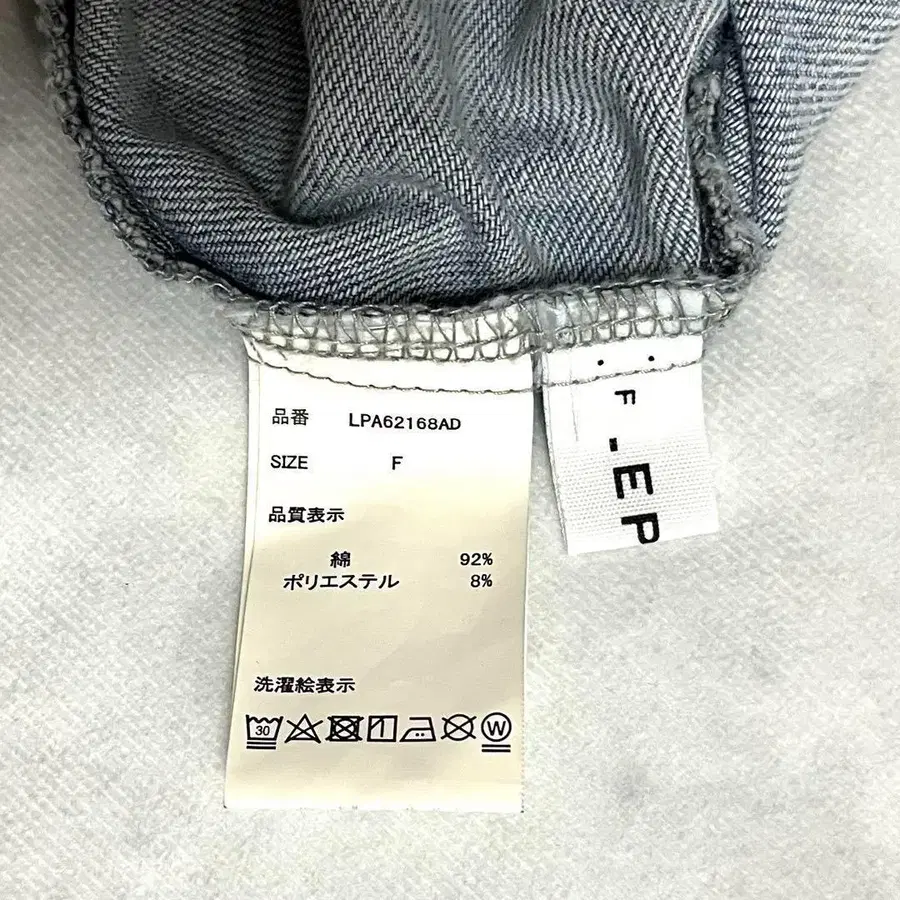 品番 LPA62168AD
SIZE F
品質表示
綿 92%
ポリエステル 8%
洗濯絵表示
30
W
F
-EP